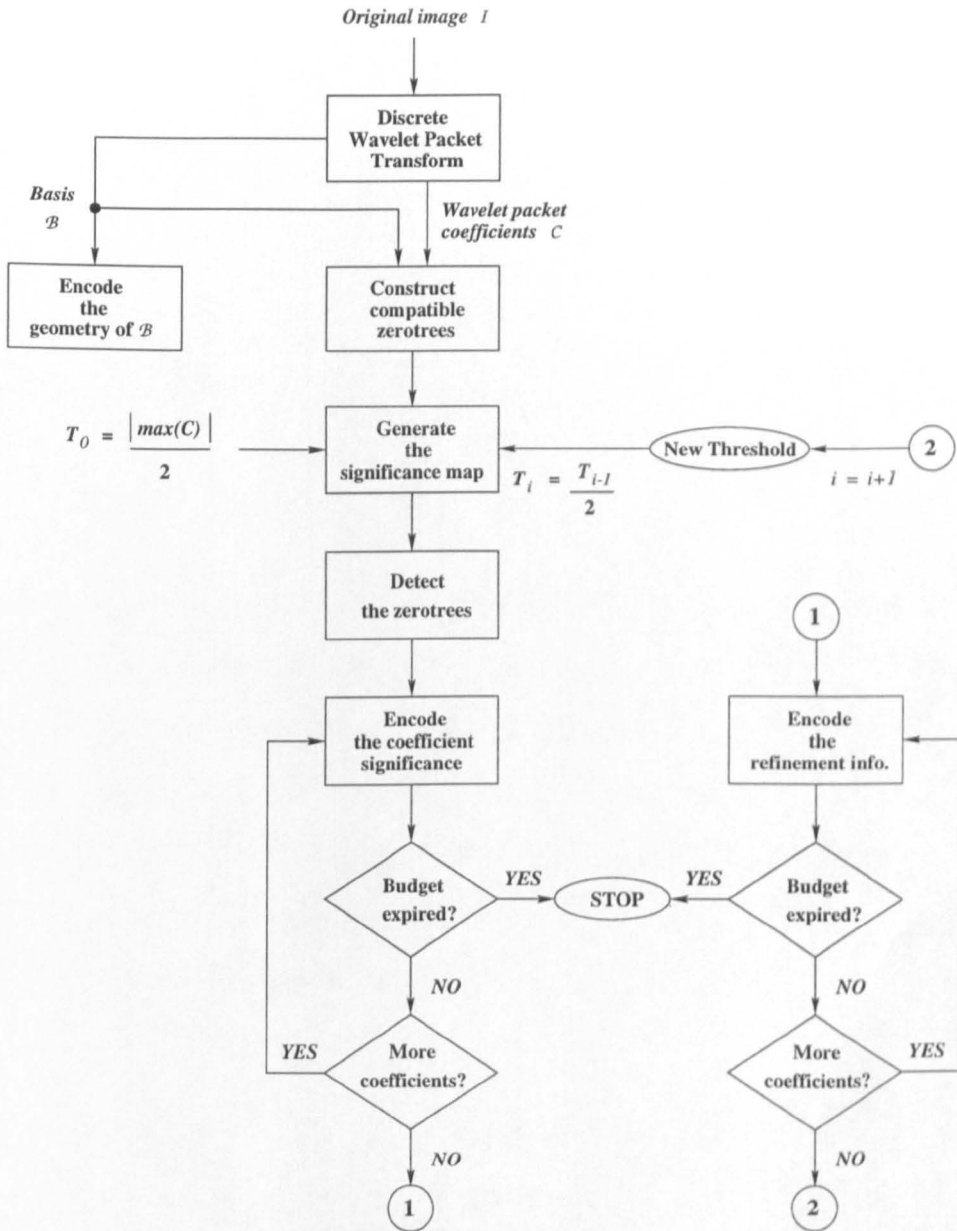 Original image I
Discrete
Wavelet Packet
Transform
Basis
ℬ
Wavelet packet
coefficients C
Encode
the
geometry of ℬ
Construct
compatible
zerotrees
T_0 = |max(C)| / 2
Generate
the
significance map
T_i = T_{i-1} / 2
New Threshold
i = i+1
2
Detect
the zerotrees
1
Encode
the coefficient
significance
Encode
the
refinement info.
Budget
expired?
YES
STOP
YES
Budget
expired?
NO
NO
YES
More
coefficients?
More
coefficients?
YES
NO
NO
1
2